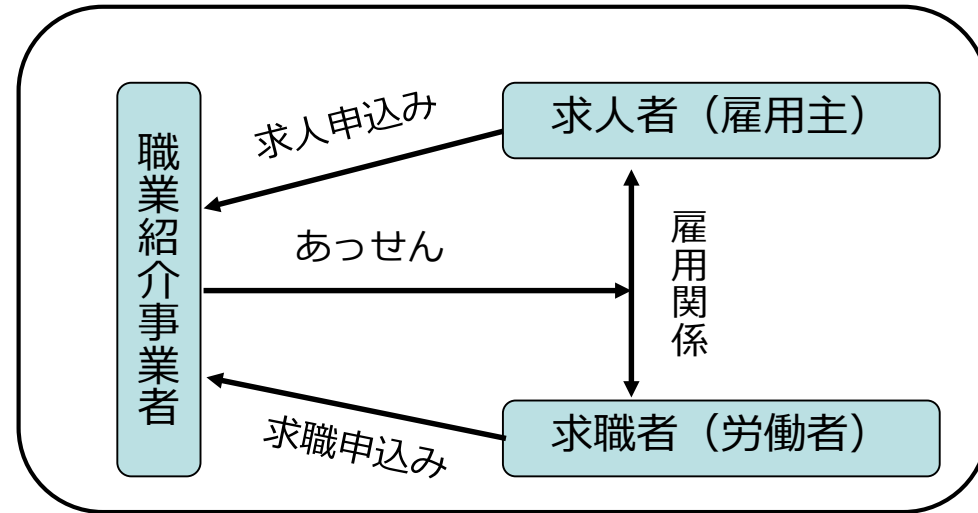 求人申込み
求人者（雇用主）
職業紹介事業者
あっせん
雇用関係
求職申込み
求職者（労働者）